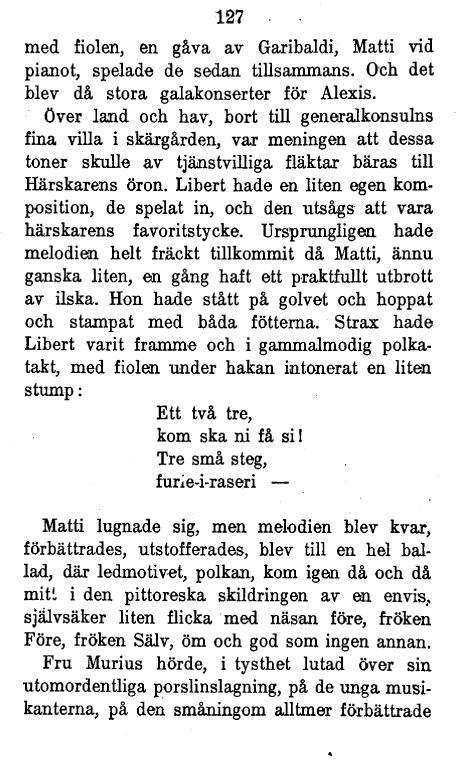 127
med fiolen, en gåva av Garibaldi, Matti vid
pianot, spelade de sedan tillsammans. Och det
blev då stora galakonserter för Alexis.
Över land och hav, bort till generalkonsulns
fina villa i skärgården, var meningen att dessa
toner skulle av tjänstvilliga fläktar bäras till
Härskarens öron. Libert hade en liten egen kom-
position, de spelat in, och den utsågs att vara
härskarens favoritstycke. Ursprungligen hade
melodien helt fräckt tillkommit då Matti, ännu
ganska liten, en gång haft ett praktfullt utbrott
av ilska. Hon hade stått på golvet och hoppat
och stampat med båda fötterna. Strax hade
Libert varit framme och i gammalmodig polka-
takt, med fiolen under hakan intonerat en liten
stump:
Ett två tre,
kom ska ni få si!
Tre små steg,
furie-i-raseri —
Matti lugnade sig, men melodien blev kvar,
förbättrades, utstofferades, blev till en hel bal-
lad, där ledmotivet, polkan, kom igen då och då
mitt i den pittoreska skildringen av en envis,
självsäker liten flicka med näsan före, fröken
Före, fröken Sälv, öm och god som ingen annan.
Fru Murius hörde, i tysthet lutad över sin
utomordentliga porslinslagning, på de unga musi-
kanterna, på den småningom alltmer förbättrade